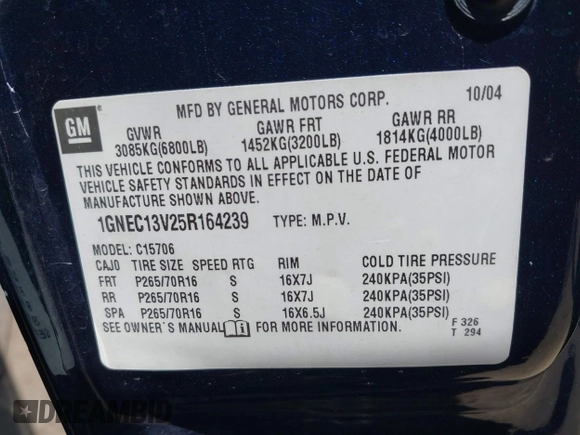 MFD BY GENERAL MOTORS CORP. 10/04
GM
GVWR GAWR FRT GAWR RR
3085KG(6800LB) 1452KG(3200LB) 1814KG(4000LB)
THIS VEHICLE CONFORMS TO ALL APPLICABLE U.S. FEDERAL MOTOR
VEHICLE SAFETY STANDARDS IN EFFECT ON THE DATE OF
MANUFACTURE SHOWN ABOVE.
1GNEC13V25R164239 TYPE: M.P.V.
MODEL: C15706
CAJ0 TIRE SIZE SPEED RTG RIM COLD TIRE PRESSURE
FRT P265/70R16 S 16X7J 240KPA(35PSI)
RR P265/70R16 S 16X7J 240KPA(35PSI)
SPA P265/70R16 S 16X6.5J 240KPA(35PSI)
SEE OWNER'S MANUAL FOR MORE INFORMATION. F 326
T 294
DREAMBID